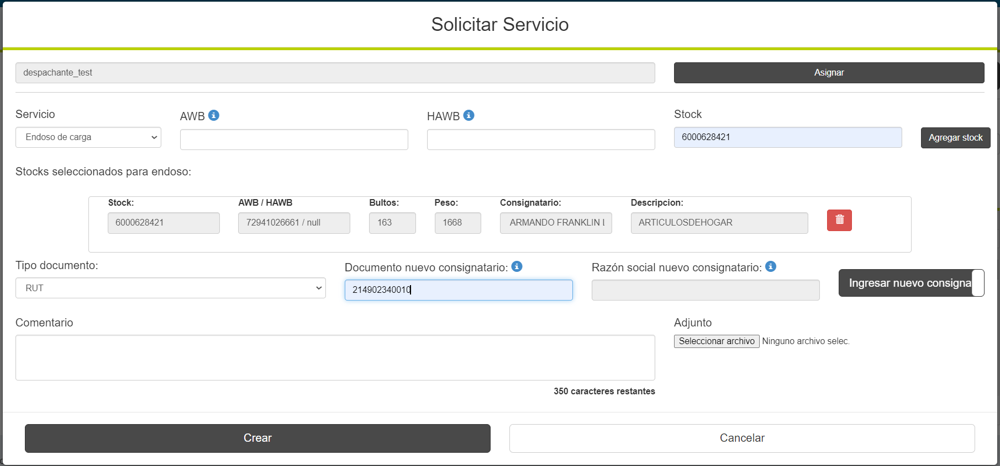 Solicitar Servicio
despachante_test
Asignar
Servicio
AWB
HAWB
Stock
Endoso de carga
6000628421
Agregar stock
Stocks seleccionados para endoso:
Stock:
AWB / HAWB
Bultos:
Peso:
Consignatario:
Descripcion:
6000628421
72941026661 / null
163
1668
ARMANDO FRANKLIN
ARTICULOSDEHOGAR
Tipo documento:
Documento nuevo consignatario:
Razón social nuevo consignatario:
RUT
214902340010
Ingresar nuevo consigna
Comentario
Adjunto
Seleccionar archivo Ninguno archivo selec.
350 caracteres restantes
Crear
Cancelar